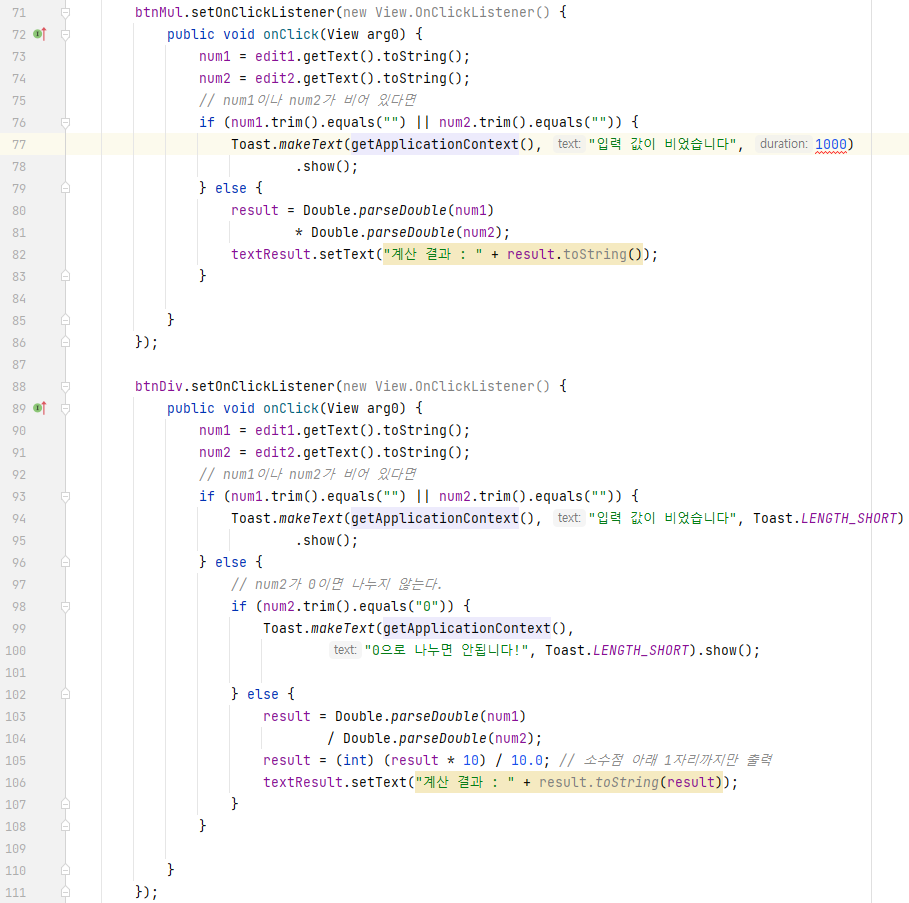 71 btnMul.setOnClickListener(new View.OnClickListener() {
72 public void onClick(View arg0) {
73 num1 = edit1.getText().toString();
74 num2 = edit2.getText().toString();
75 // num1이나 num2가 비어 있다면
76 if (num1.trim().equals("") || num2.trim().equals("")) {
77 Toast.makeText(getApplicationContext(), text: "입력 값이 비었습니다", duration: 1000)
78 .show();
79 } else {
80 result = Double.parseDouble(num1)
81 * Double.parseDouble(num2);
82 textResult.setText("계산 결과 : " + result.toString());
83 }
84
85 }
86 });
87
88 btnDiv.setOnClickListener(new View.OnClickListener() {
89 public void onClick(View arg0) {
90 num1 = edit1.getText().toString();
91 num2 = edit2.getText().toString();
92 // num1이나 num2가 비어 있다면
93 if (num1.trim().equals("") || num2.trim().equals("")) {
94 Toast.makeText(getApplicationContext(), text: "입력 값이 비었습니다", Toast.LENGTH_SHORT)
95 .show();
96 } else {
97 // num2가 0이면 나누지 않는다.
98 if (num2.trim().equals("0")) {
99 Toast.makeText(getApplicationContext(),
100 text: "0으로 나누면 안됩니다!", Toast.LENGTH_SHORT).show();
101
102 } else {
103 result = Double.parseDouble(num1)
104 / Double.parseDouble(num2);
105 result = (int) (result * 10) / 10.0; // 소수점 아래 1자리까지만 출력
106 textResult.setText("계산 결과 : " + result.toString(result));
107 }
108 }
109
110 }
111 });